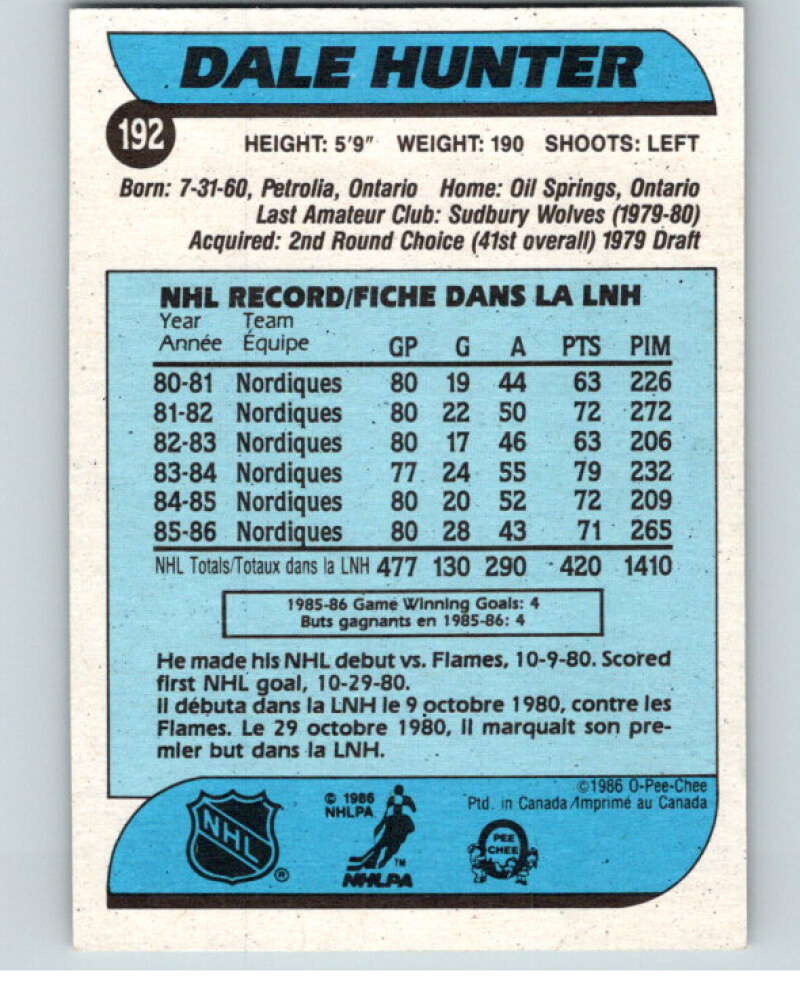 DALE HUNTER
192
HEIGHT: 5'9" WEIGHT: 190 SHOOTS: LEFT
Born: 7-31-60, Petrolia, Ontario Home: Oil Springs, Ontario
Last Amateur Club: Sudbury Wolves (1979-80)
Acquired: 2nd Round Choice (41st overall) 1979 Draft
NHL RECORD/FICHE DANS LA LNH
Year Team
Année Équipe GP G A PTS PIM
80-81 Nordiques 80 19 44 63 226
81-82 Nordiques 80 22 50 72 272
82-83 Nordiques 80 17 46 63 206
83-84 Nordiques 77 24 55 79 232
84-85 Nordiques 80 20 52 72 209
85-86 Nordiques 80 28 43 71 265
NHL Totals/Totaux dans la LNH 477 130 290 420 1410
1985-86 Game Winning Goals: 4
Buts gagnants en 1985-86: 4
He made his NHL debut vs. Flames, 10-9-80. Scored
first NHL goal, 10-29-80.
Il débuta dans la LNH le 9 octobre 1980, contre les
Flames. Le 29 octobre 1980, il marquait son pre-
mier but dans la LNH.
©1986 O-Pee-Chee
Ptd. in Canada/Imprimé au Canada
© 1986
NHLPA
NHL
®
PEE
CHEE
TM
NHLPA